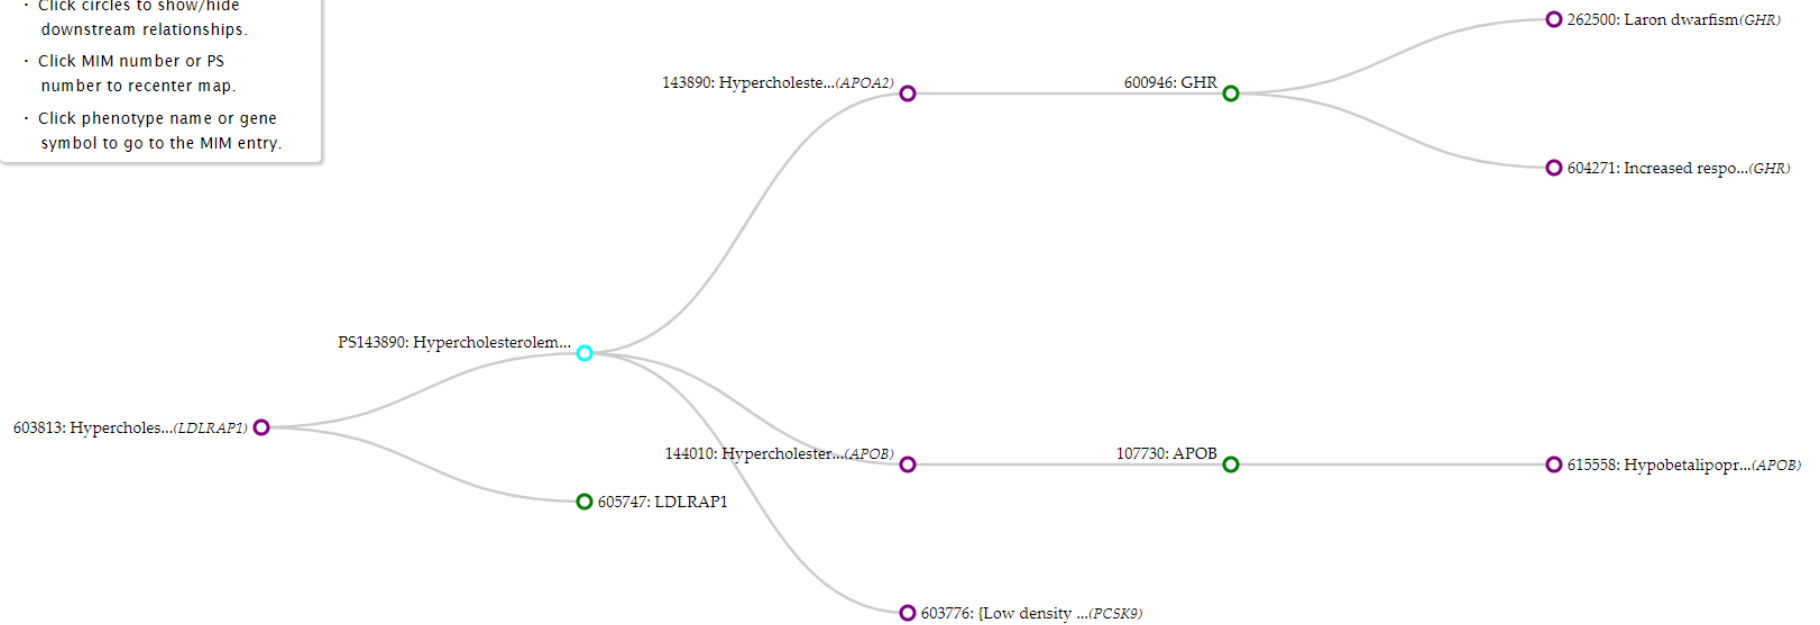 · Click circles to show/hide
downstream relationships.
· Click MIM number or PS
number to recenter map.
· Click phenotype name or gene
symbol to go to the MIM entry.
262500: Laron dwarfism(GHR)
143890: Hypercholeste...(APOA2)
600946: GHR
604271: Increased respo...(GHR)
PS143890: Hypercholesterolem...
603813: Hypercholes...(LDLRAP1)
144010: Hypercholester...(APOB)
107730: APOB
615558: Hypobetalipopr...(APOB)
605747: LDLRAP1
603776: {Low density ...(PCSK9)